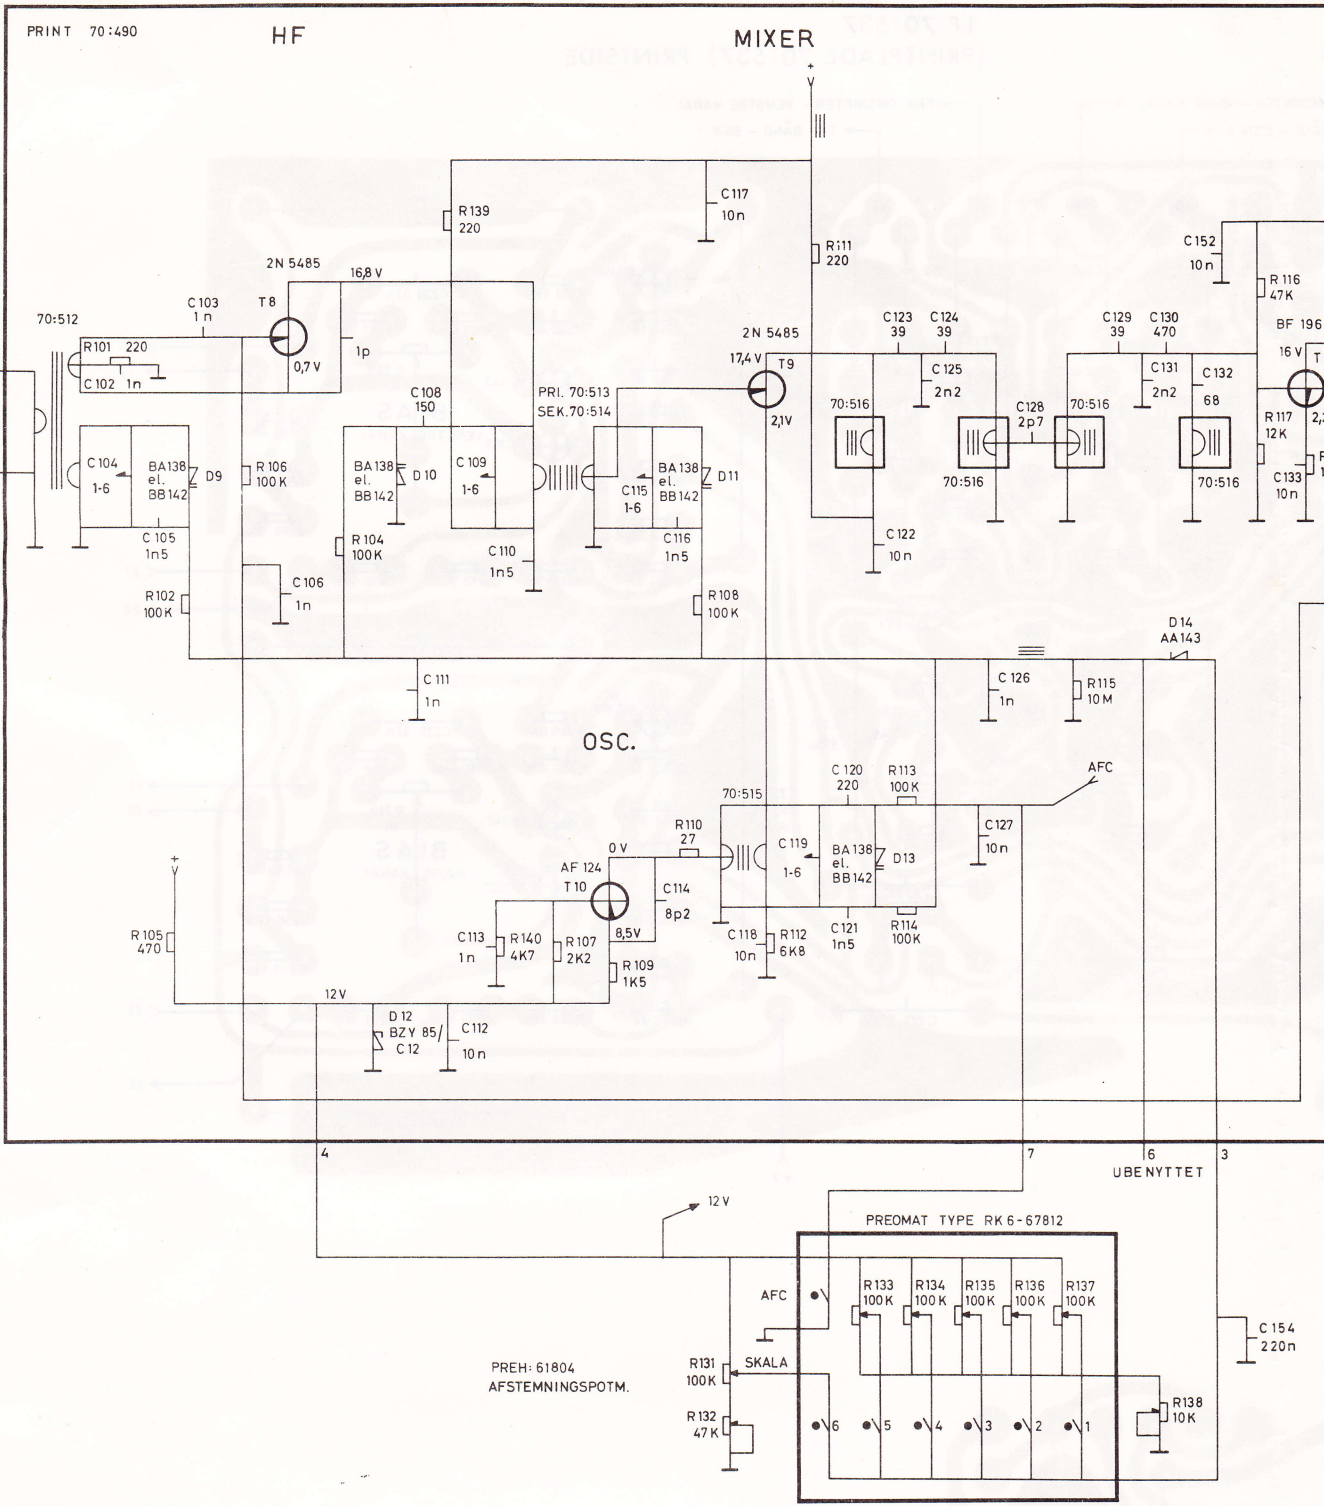 PRINT 70:490
HF
MIXER
+
V
C117
10n
R139
220
R111
220
C152
10n
R116
47K
2N 5485
16,8 V
T8
C103
1 n
70:512
R101 220
C102 1n
0,7 V
1p
2N 5485
17,4 V
T9
2,1V
C123
39
C124
39
C125
2n2
C129
39
C130
470
C131
2n2
C132
68
BF 196
16 V
C108
150
PRI. 70:513
SEK.70:514
70:516
C128
2p7
70:516
R117
12K
C104
1-6
BA138
el.
BB142
D9
R106
100K
BA138
el.
BB142
D10
C109
1-6
C115
1-6
BA138
el.
BB142
D11
70:516
70:516
C133
10n
C105
1n5
R104
100K
C110
1n5
C116
1n5
C122
10n
R102
100K
C106
1n
R108
100K
D14
AA143
C111
1n
C126
1n
R115
10M
OSC.
AFC
C120
220
R113
100K
70:515
R110
27
C127
10n
+
V
0V
AF 124
T10
C114
8p2
C119
1-6
BA138
el.
BB142
D13
8,5V
R105
470
C113
1n
R140
4K7
R107
2K2
R109
1K5
C118
10n
R112
6K8
C121
1n5
R114
100K
12V
D12
BZY 85/
C12
C112
10n
4
7
6
3
UBENYTTET
12V
PREOMAT TYPE RK6-67812
AFC
R133
100K
R134
100K
R135
100K
R136
100K
R137
100K
C154
220n
PREH:61804
AFSTEMNINGSPOTM.
R131
100K
SKALA
R132
47K
6
5
4
3
2
1
R138
10K